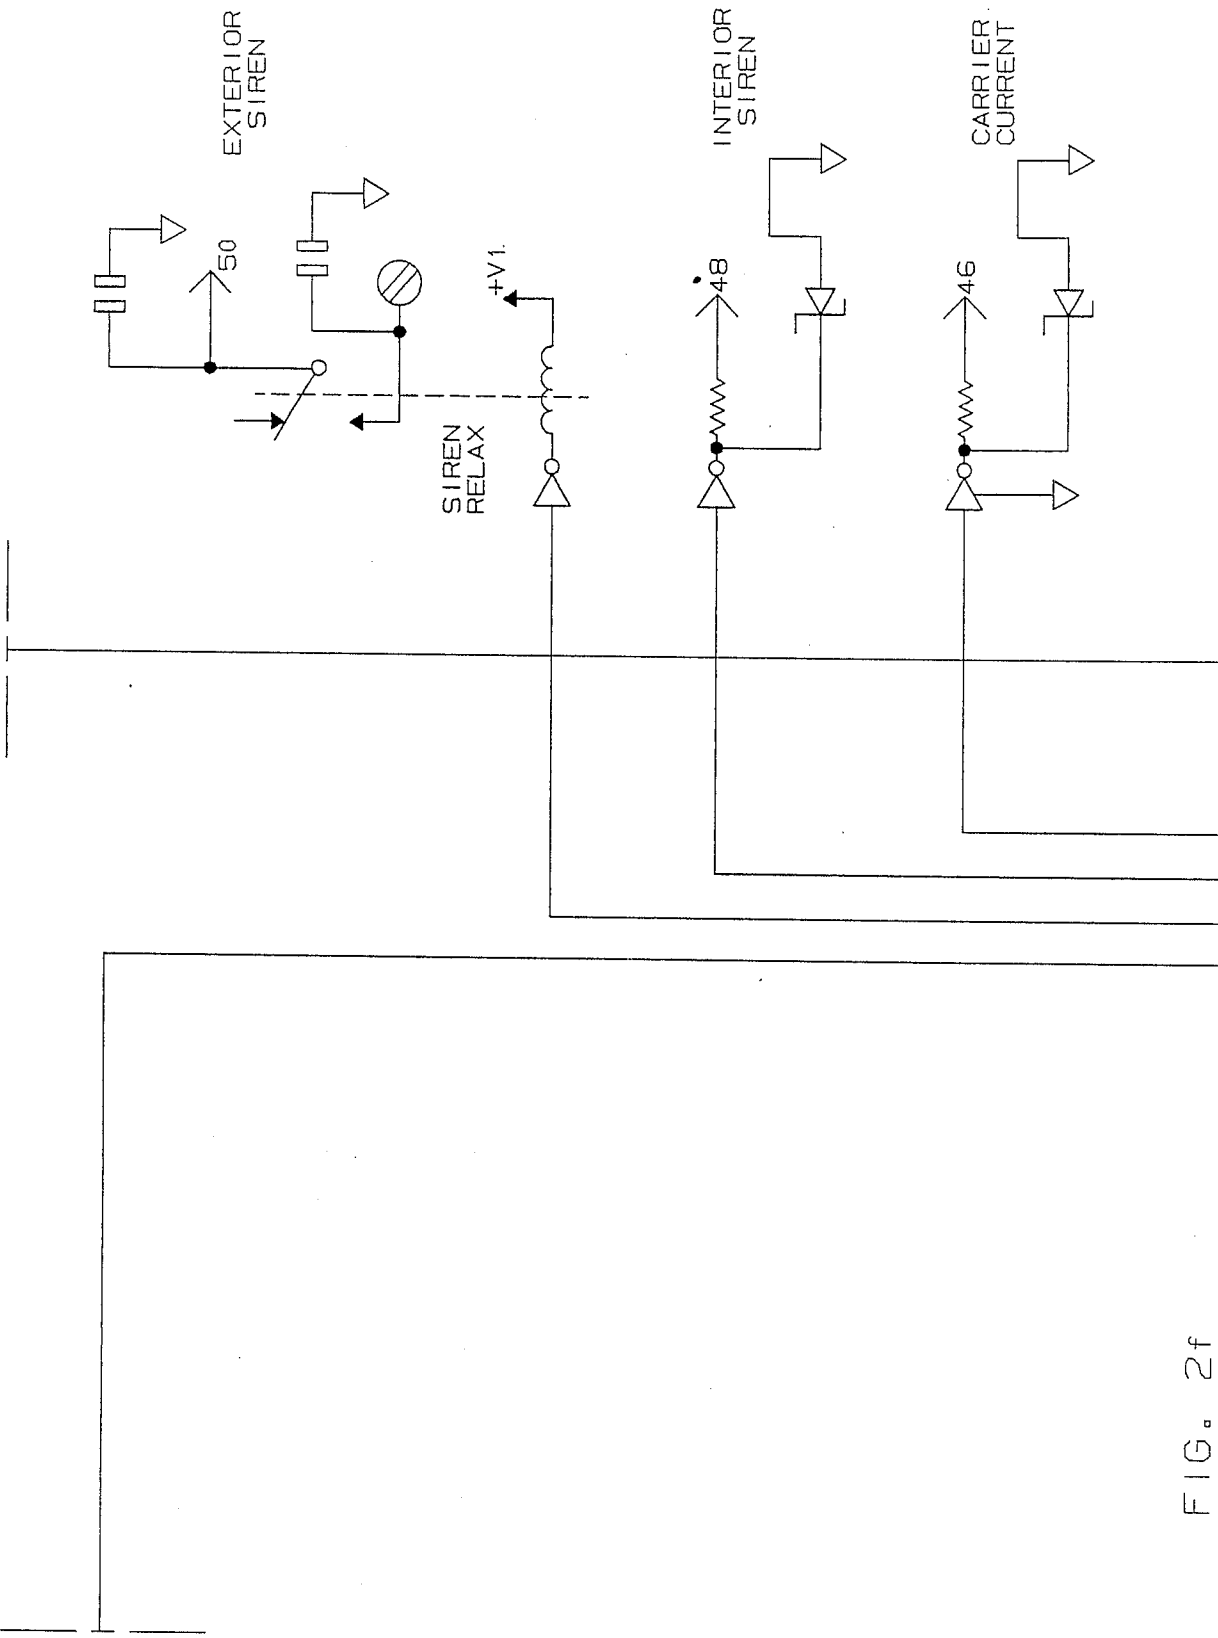 EXTERIOR
SIREN
50
+V1.
SIREN
RELAX
INTERIOR
SIREN
48
CARRIER
CURRENT
46
FIG. 2f